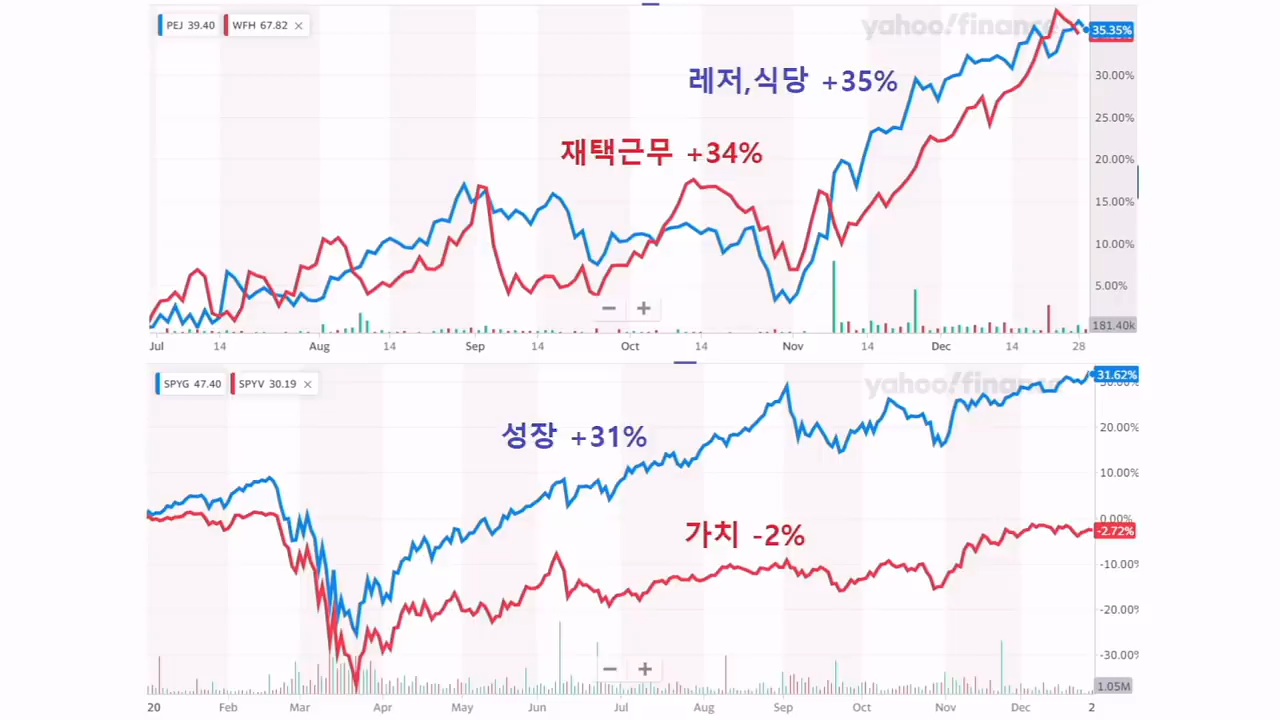 PEJ 39.40 WFH 67.82 ×
yahoo!finance
35.35%
레저,식당 +35%
30.00%
25.00%
재택근무 +34%
20.00%
15.00%
10.00%
5.00%
− +
181.40k
Jul 14 Aug 14 Sep 14 Oct 14 Nov 14 Dec 14 28
SPYG 47.40 SPYV 30.19 ×
yahoo!finance
31.62%
30.00%
성장 +31%
20.00%
10.00%
가치 -2%
0.00%
-2.72%
-10.00%
-20.00%
-30.00%
− +
1.05M
20 Feb Mar Apr May Jun Jul Aug Sep Oct Nov Dec 2